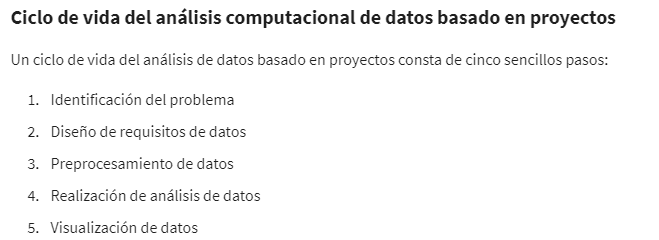 Ciclo de vida del análisis computacional de datos basado en proyectos
Un ciclo de vida del análisis de datos basado en proyectos consta de cinco sencillos pasos:
1. Identificación del problema
2. Diseño de requisitos de datos
3. Preprocesamiento de datos
4. Realización de análisis de datos
5. Visualización de datos